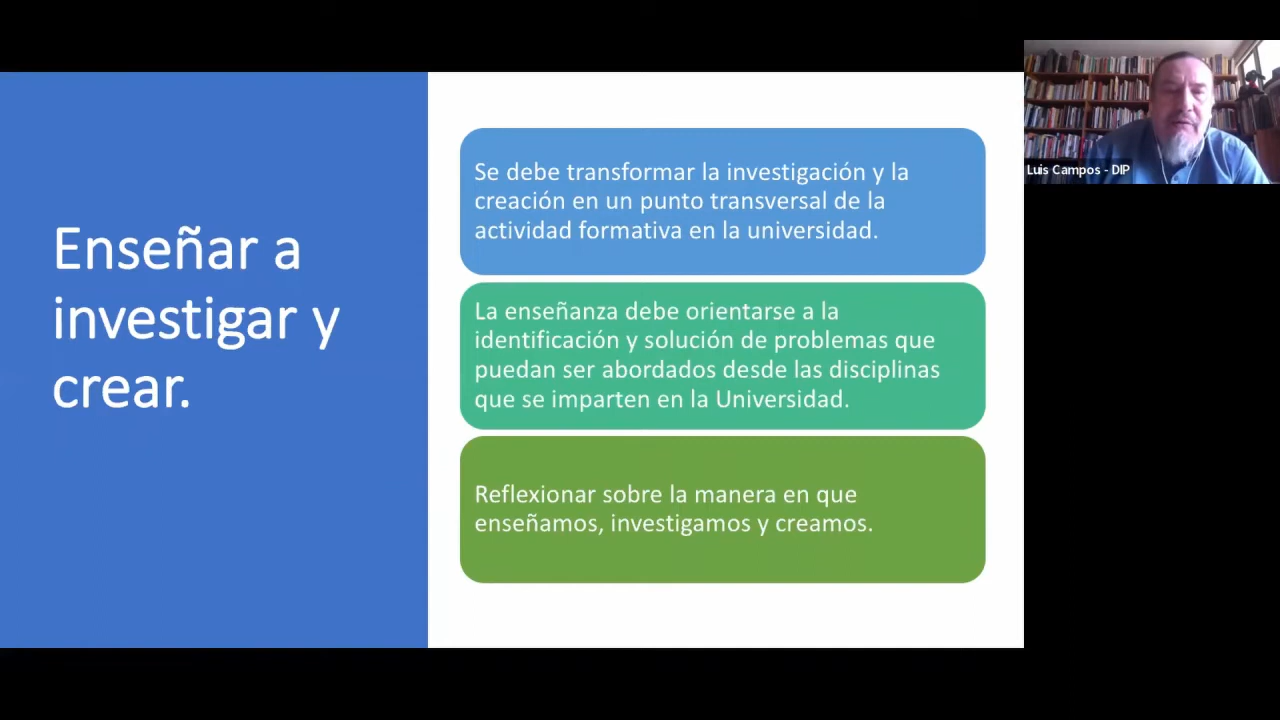 Enseñar a
investigar y
crear.
Se debe transformar la investigación y la
creación en un punto transversal de la
actividad formativa en la universidad.
La enseñanza debe orientarse a la
identificación y solución de problemas que
puedan ser abordados desde las disciplinas
que se imparten en la Universidad.
Reflexionar sobre la manera en que
enseñamos, investigamos y creamos.
Luis Campos - DIP